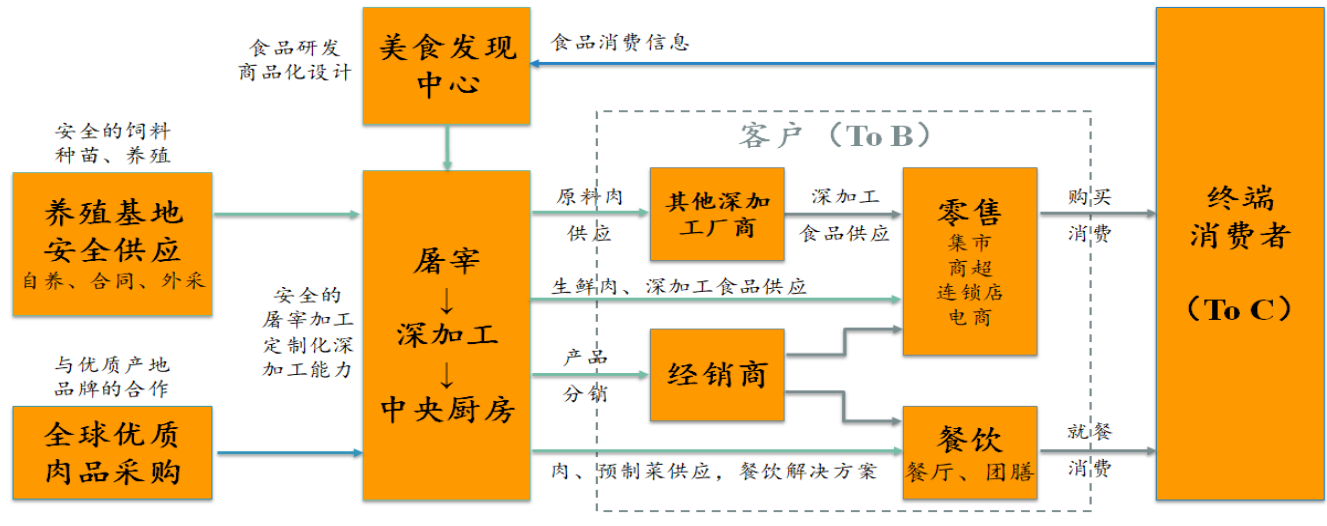 食品研发
商品化设计
美食发现
中心
食品消费信息
客户（To B）
安全的饲料
种苗、养殖
养殖基地
安全供应
自养、合同、外采
与优质产地
品牌的合作
全球优质
肉品采购
安全的
屠宰加工
定制化深
加工能力
屠宰
↓
深加工
↓
中央厨房
原料肉
供应
其他深加
工厂商
深加工
食品供应
生鲜肉、深加工食品供应
产品
分销
经销商
肉、预制菜供应，餐饮解决方案
零售
集市
商超
连锁店
电商
餐饮
餐厅、团膳
购买
消费
就餐
消费
终端
消费者
（To C）